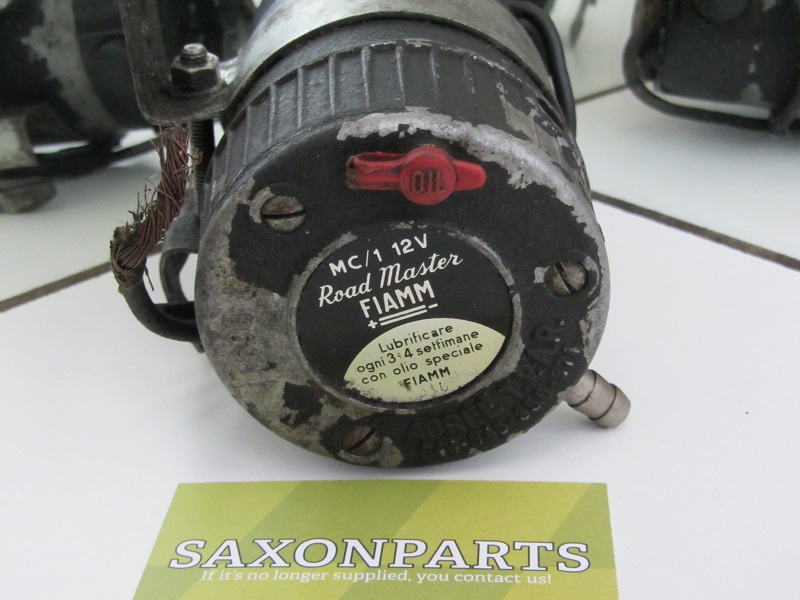 OIL
MC/1 12V
Road Master
FIAMM
+ -
Lubrificare
ogni 3÷4 settimane
con olio speciale
FIAMM
SAXONPARTS
If it's no longer supplied, you contact us!